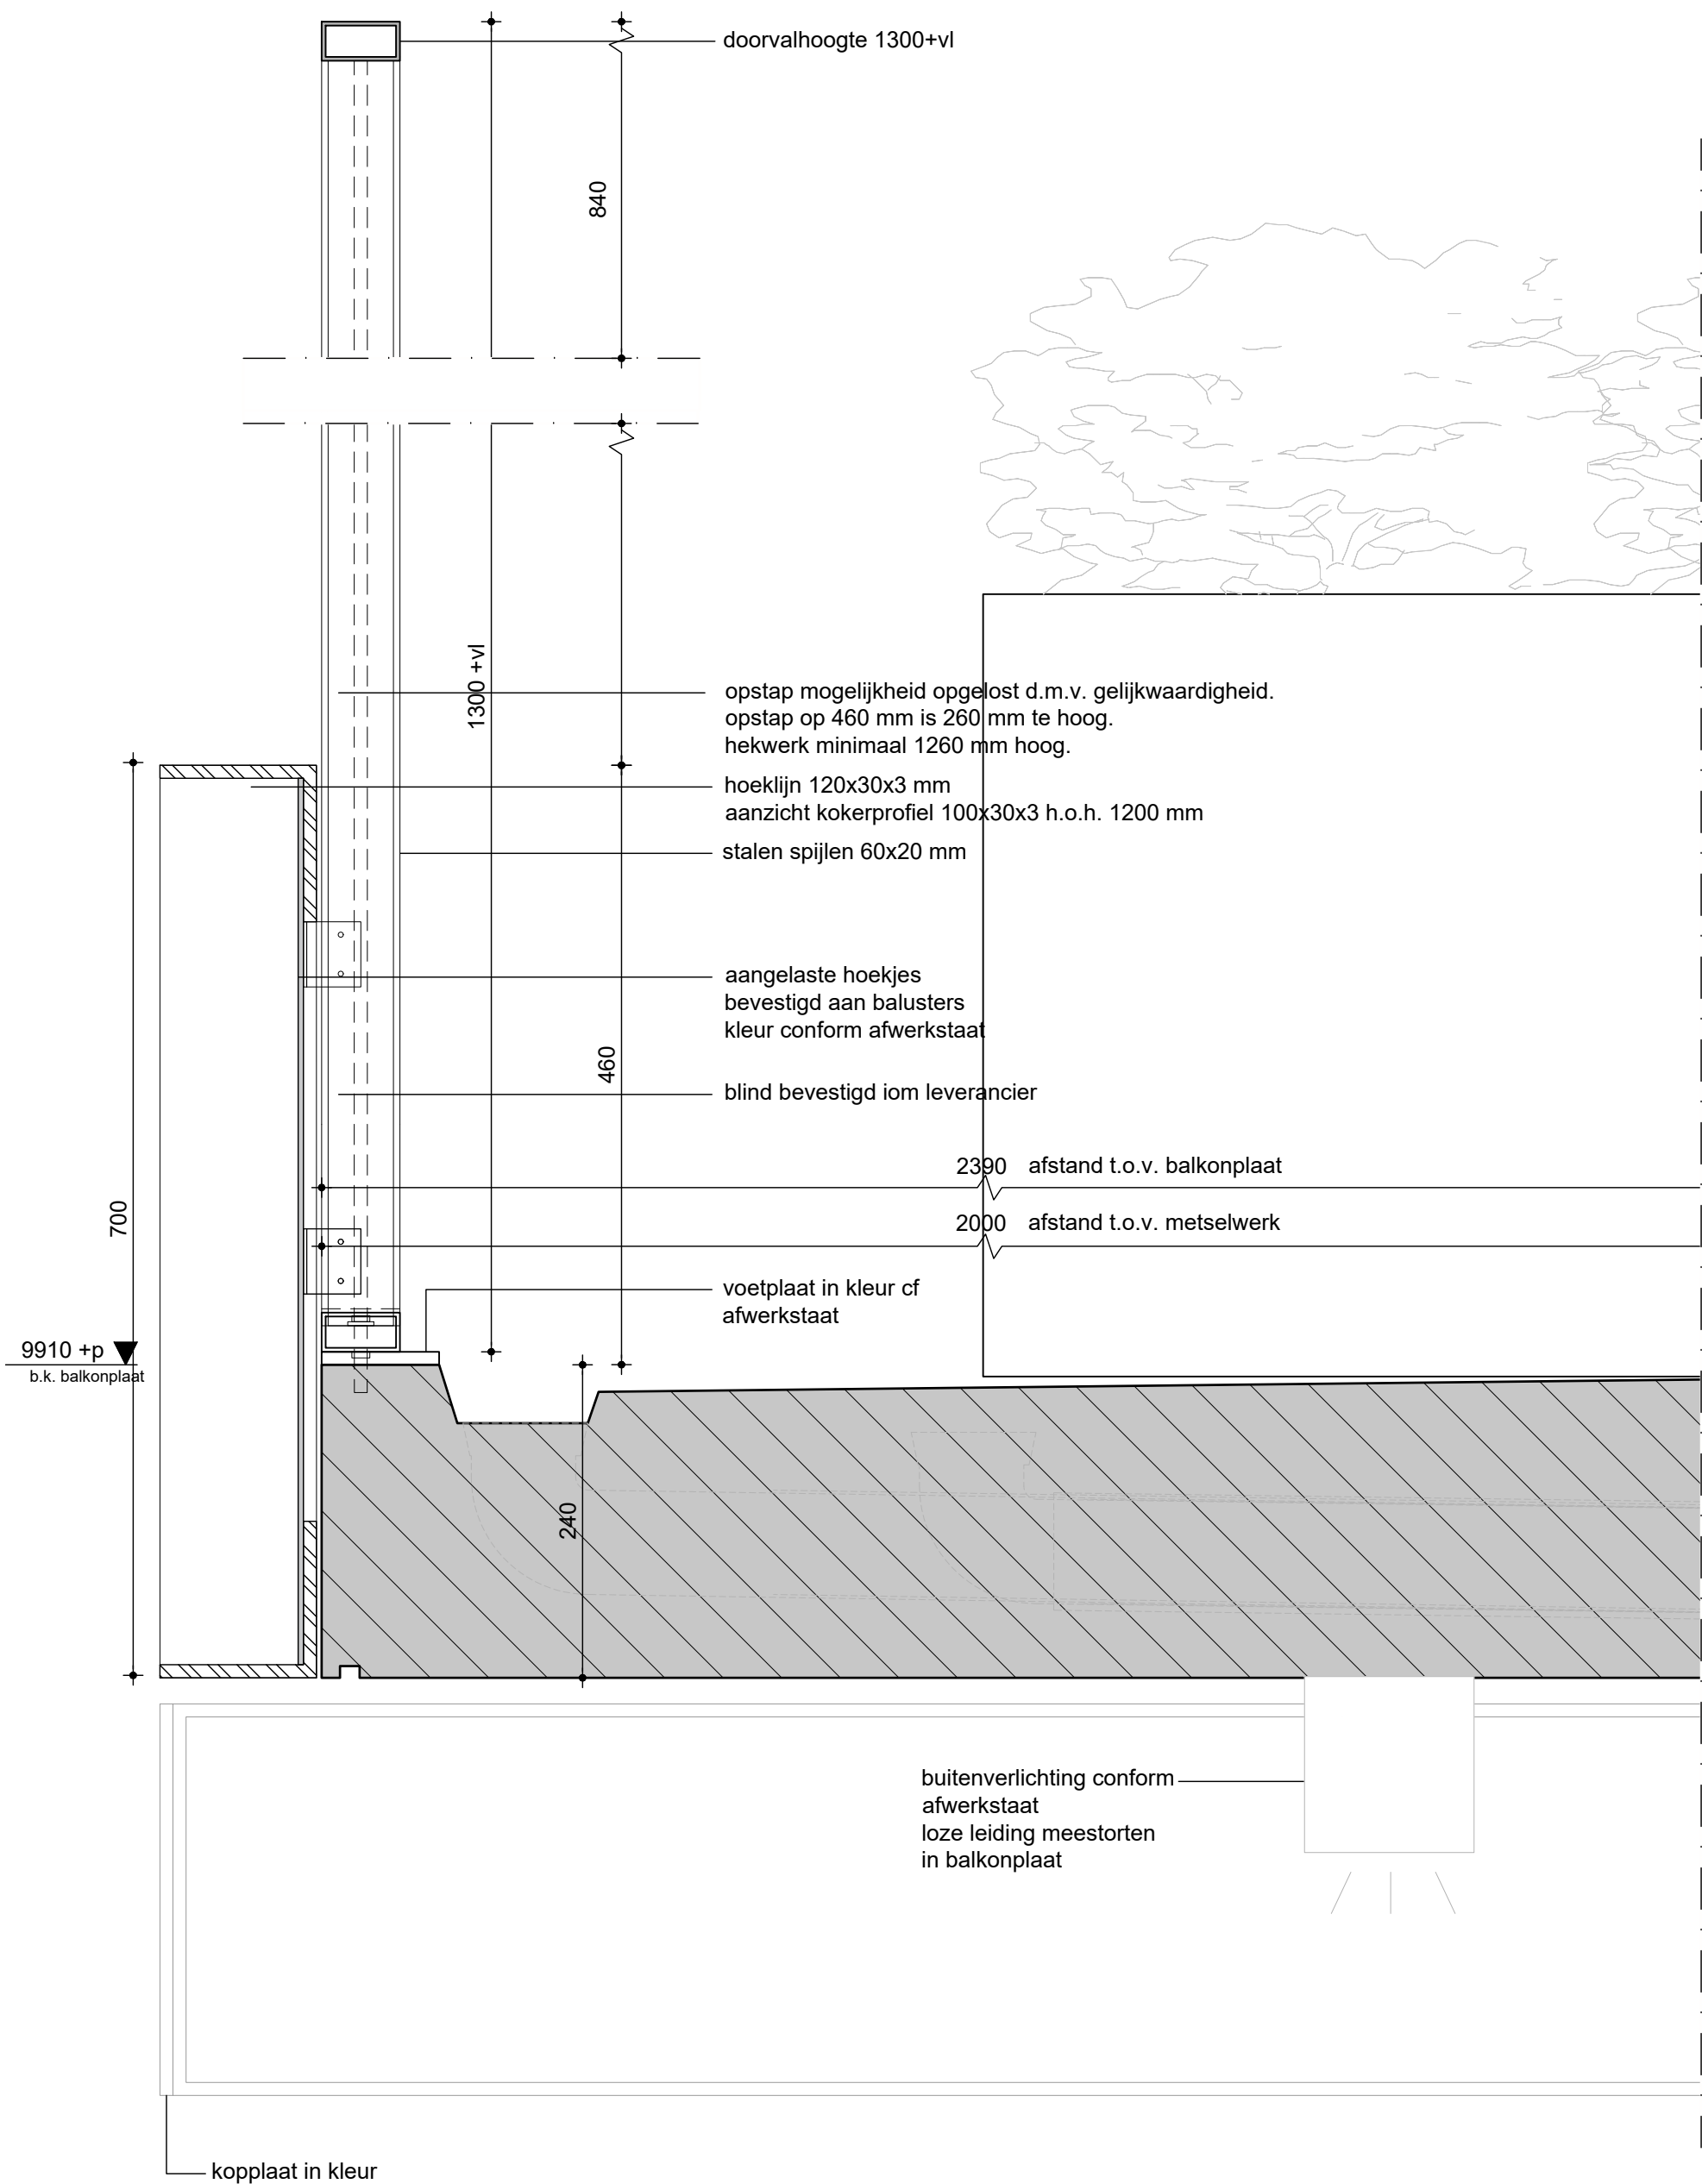 doorvalhoogte 1300+vl
840
1300 +vl
opstap mogelijkheid opgelost d.m.v. gelijkwaardigheid.
opstap op 460 mm is 260 mm te hoog.
hekwerk minimaal 1260 mm hoog.
hoeklijn 120x30x3 mm
aanzicht kokerprofiel 100x30x3 h.o.h. 1200 mm
stalen spijlen 60x20 mm
aangelaste hoekjes
bevestigd aan balusters
kleur conform afwerkstaat
460
blind bevestigd iom leverancier
2390 afstand t.o.v. balkonplaat
700
2000 afstand t.o.v. metselwerk
voetplaat in kleur cf
afwerkstaat
9910 +p
b.k. balkonplaat
240
buitenverlichting conform
afwerkstaat
loze leiding meestorten
in balkonplaat
kopplaat in kleur